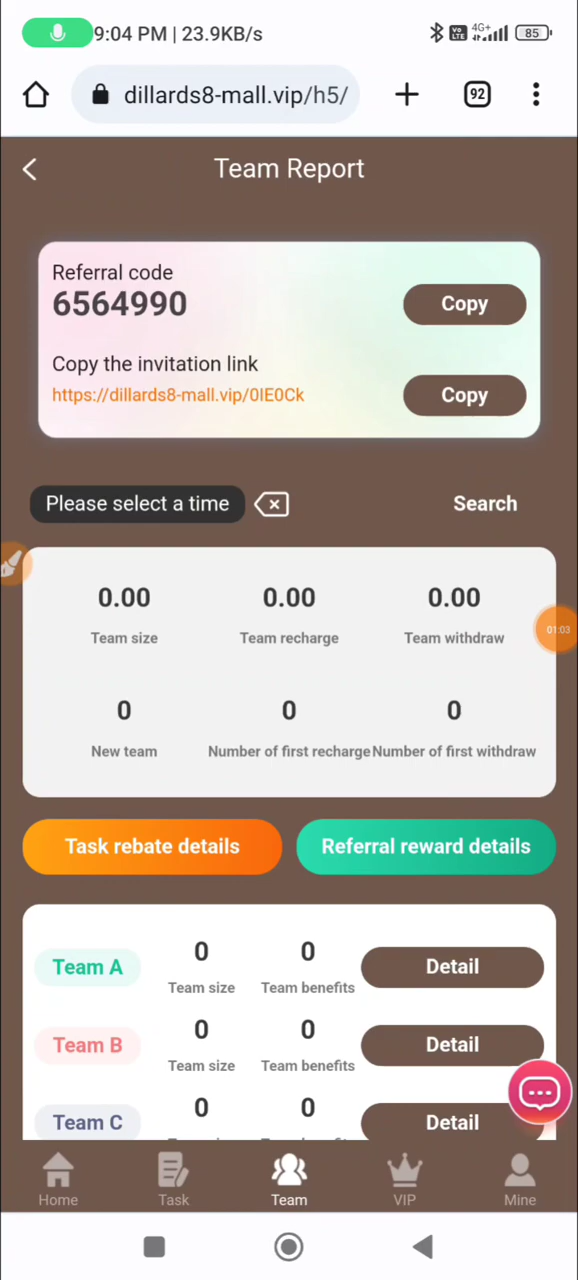 9:04 PM | 23.9KB/s
Vo LTE 4G+ 85
dillards8-mall.vip/h5/ 92
Team Report
Referral code
6564990 Copy
Copy the invitation link
https://dillards8-mall.vip/0IE0Ck Copy
Please select a time Search
0.00 0.00 0.00
Team size Team recharge Team withdraw
01:03
0 0 0
New team Number of first recharge Number of first withdraw
Task rebate details Referral reward details
Team A 0 0 Detail
Team size Team benefits
Team B 0 0 Detail
Team size Team benefits
Team C 0 0 Detail
Home Task Team VIP Mine